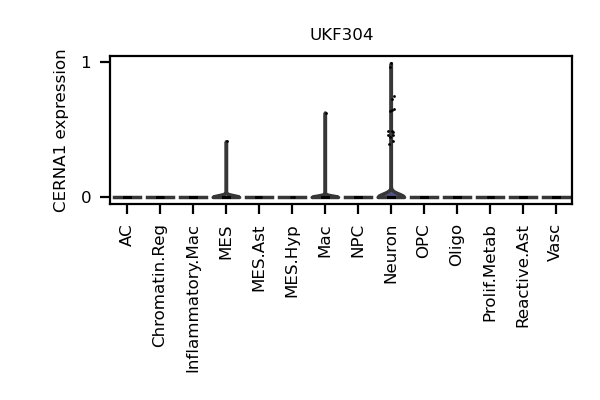 UKF304
CERNA1 expression
1
0
AC
Chromatin.Reg
Inflammatory.Mac
MES
MES.Ast
MES.Hyp
Mac
NPC
Neuron
OPC
Oligo
Prolif.Metab
Reactive.Ast
Vasc